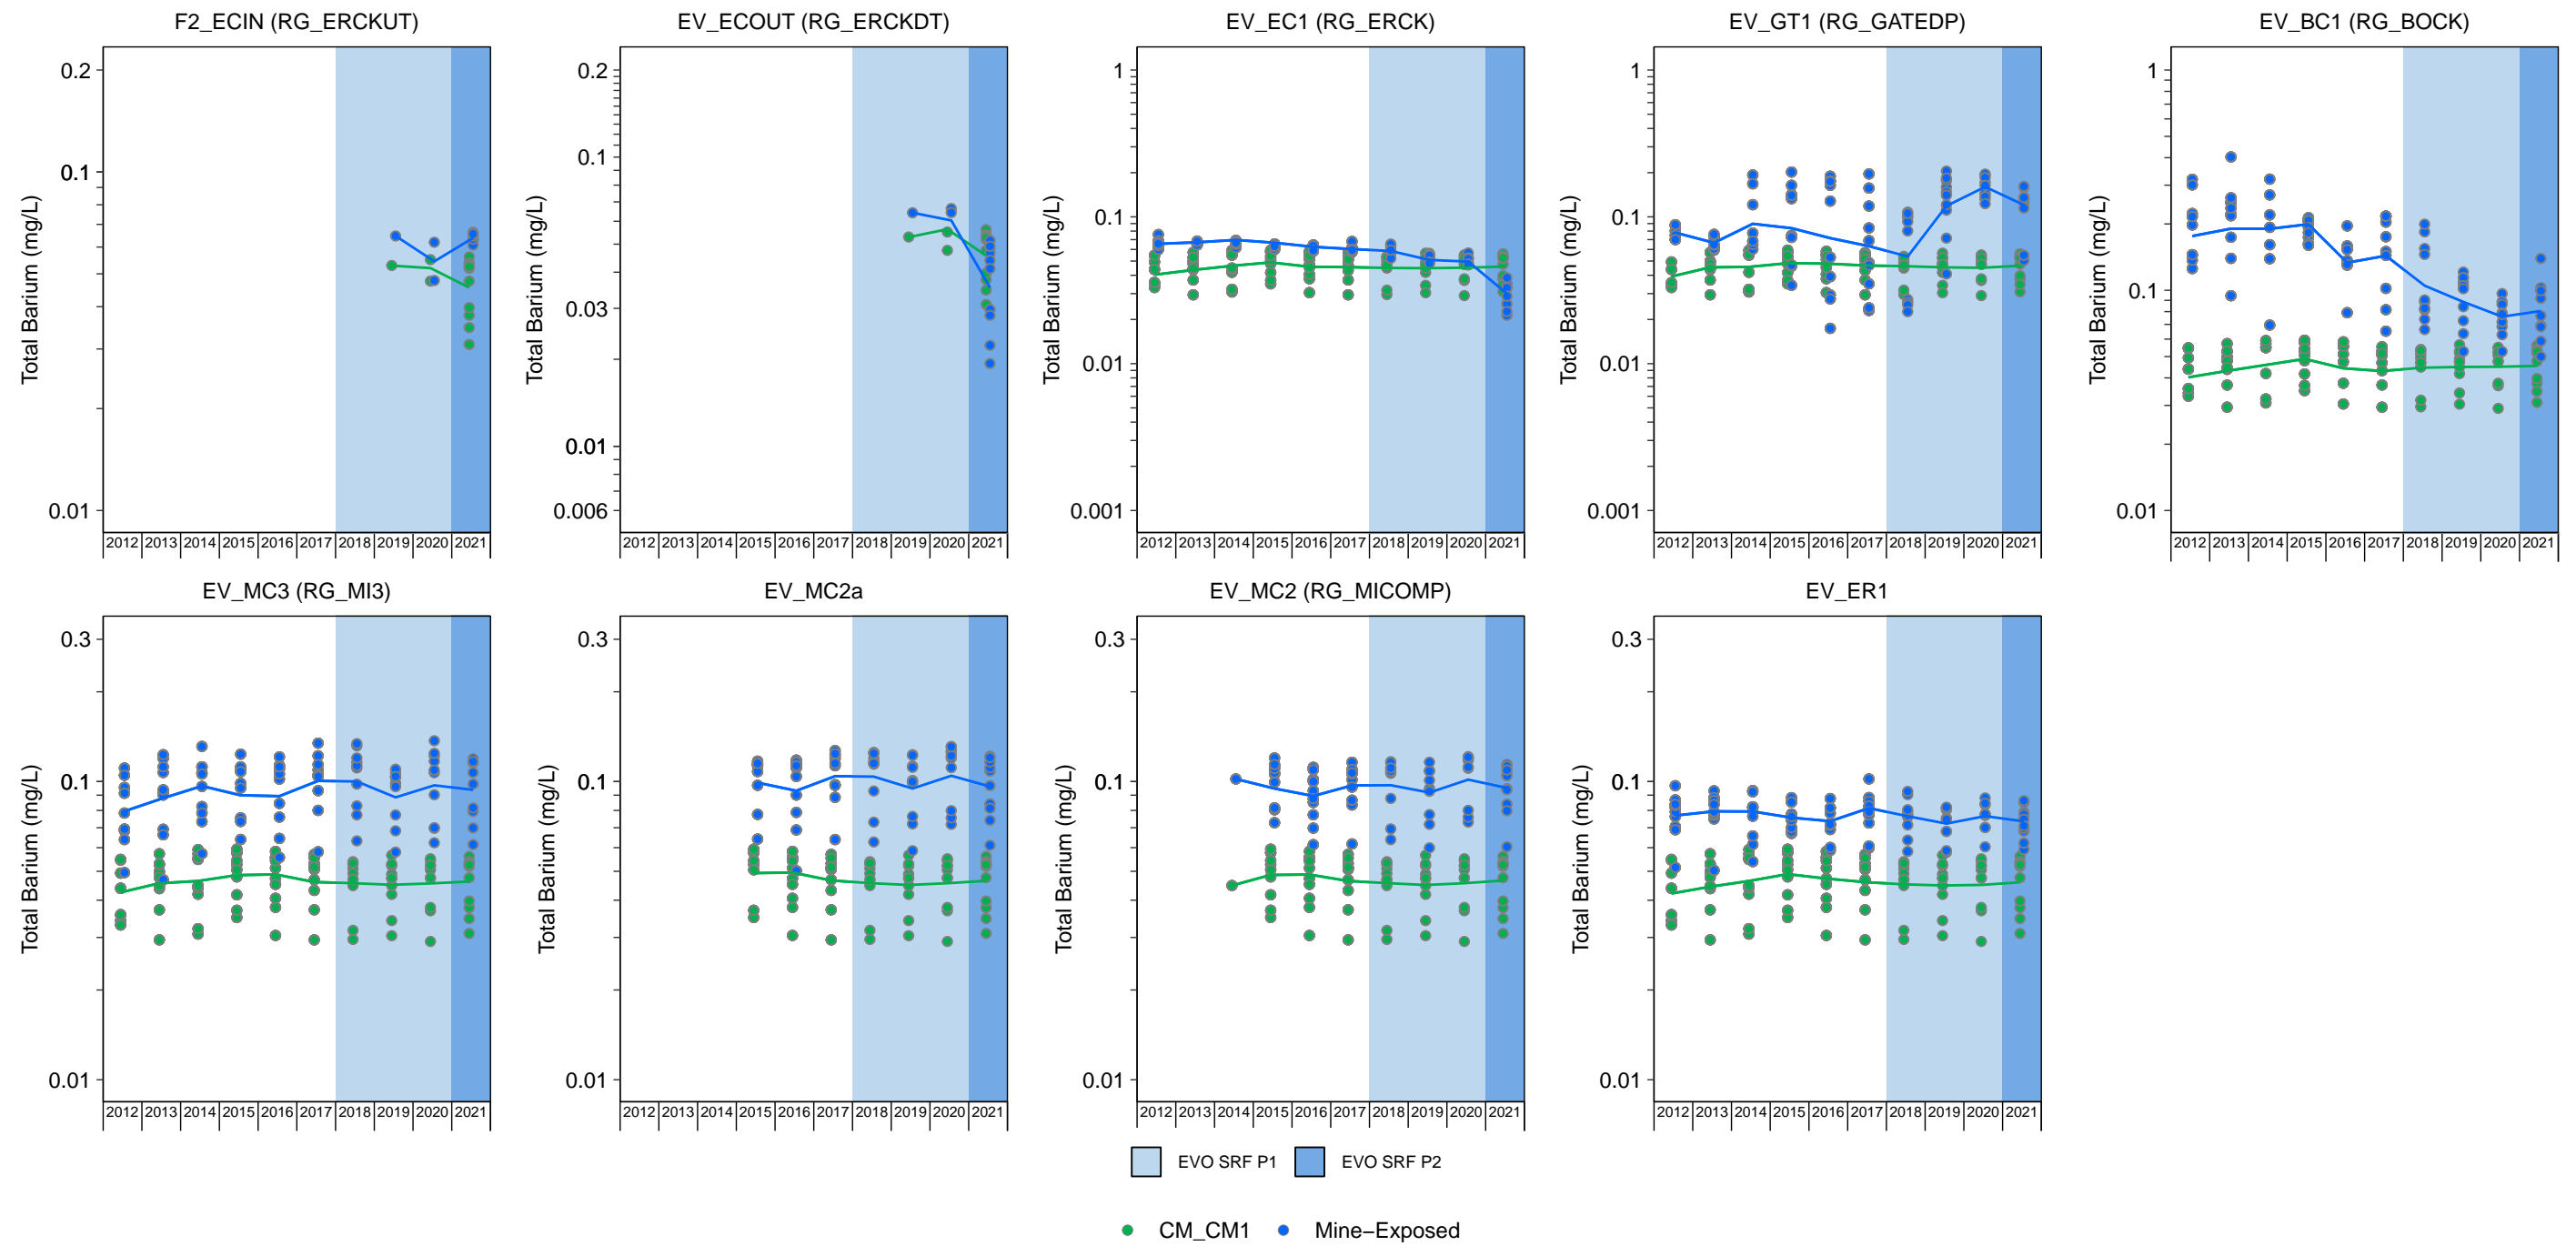 F2_ECIN (RG_ERCKUT) EV_ECOUT (RG_ERCKDT) EV_EC1 (RG_ERCK) EV_GT1 (RG_GATEDP) EV_BC1 (RG_BOCK)
Total Barium (mg/L)
0.2
0.1
0.01
2012 2013 2014 2015 2016 2017 2018 2019 2020 2021
Total Barium (mg/L)
0.2
0.1
0.03
0.01
0.006
2012 2013 2014 2015 2016 2017 2018 2019 2020 2021
Total Barium (mg/L)
1
0.1
0.01
0.001
2012 2013 2014 2015 2016 2017 2018 2019 2020 2021
Total Barium (mg/L)
1
0.1
0.01
0.001
2012 2013 2014 2015 2016 2017 2018 2019 2020 2021
Total Barium (mg/L)
1
0.1
0.01
2012 2013 2014 2015 2016 2017 2018 2019 2020 2021
EV_MC3 (RG_MI3) EV_MC2a EV_MC2 (RG_MICOMP) EV_ER1
Total Barium (mg/L)
0.3
0.1
0.01
2012 2013 2014 2015 2016 2017 2018 2019 2020 2021
Total Barium (mg/L)
0.3
0.1
0.01
2012 2013 2014 2015 2016 2017 2018 2019 2020 2021
Total Barium (mg/L)
0.3
0.1
0.01
2012 2013 2014 2015 2016 2017 2018 2019 2020 2021
Total Barium (mg/L)
0.3
0.1
0.01
2012 2013 2014 2015 2016 2017 2018 2019 2020 2021
EVO SRF P1 EVO SRF P2
CM_CM1 Mine−Exposed